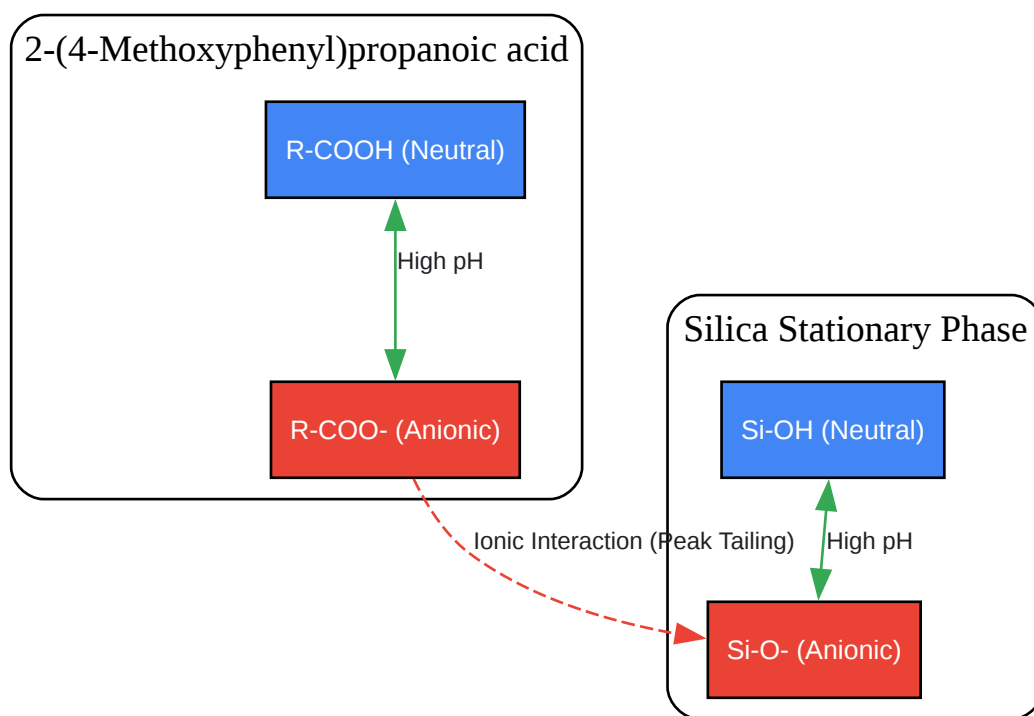 2-(4-Methoxyphenyl)propanoic acid
R-COOH (Neutral)
High pH
R-COO- (Anionic)
Silica Stationary Phase
Si-OH (Neutral)
Ionic Interaction (Peak Tailing)
High pH
Si-O- (Anionic)